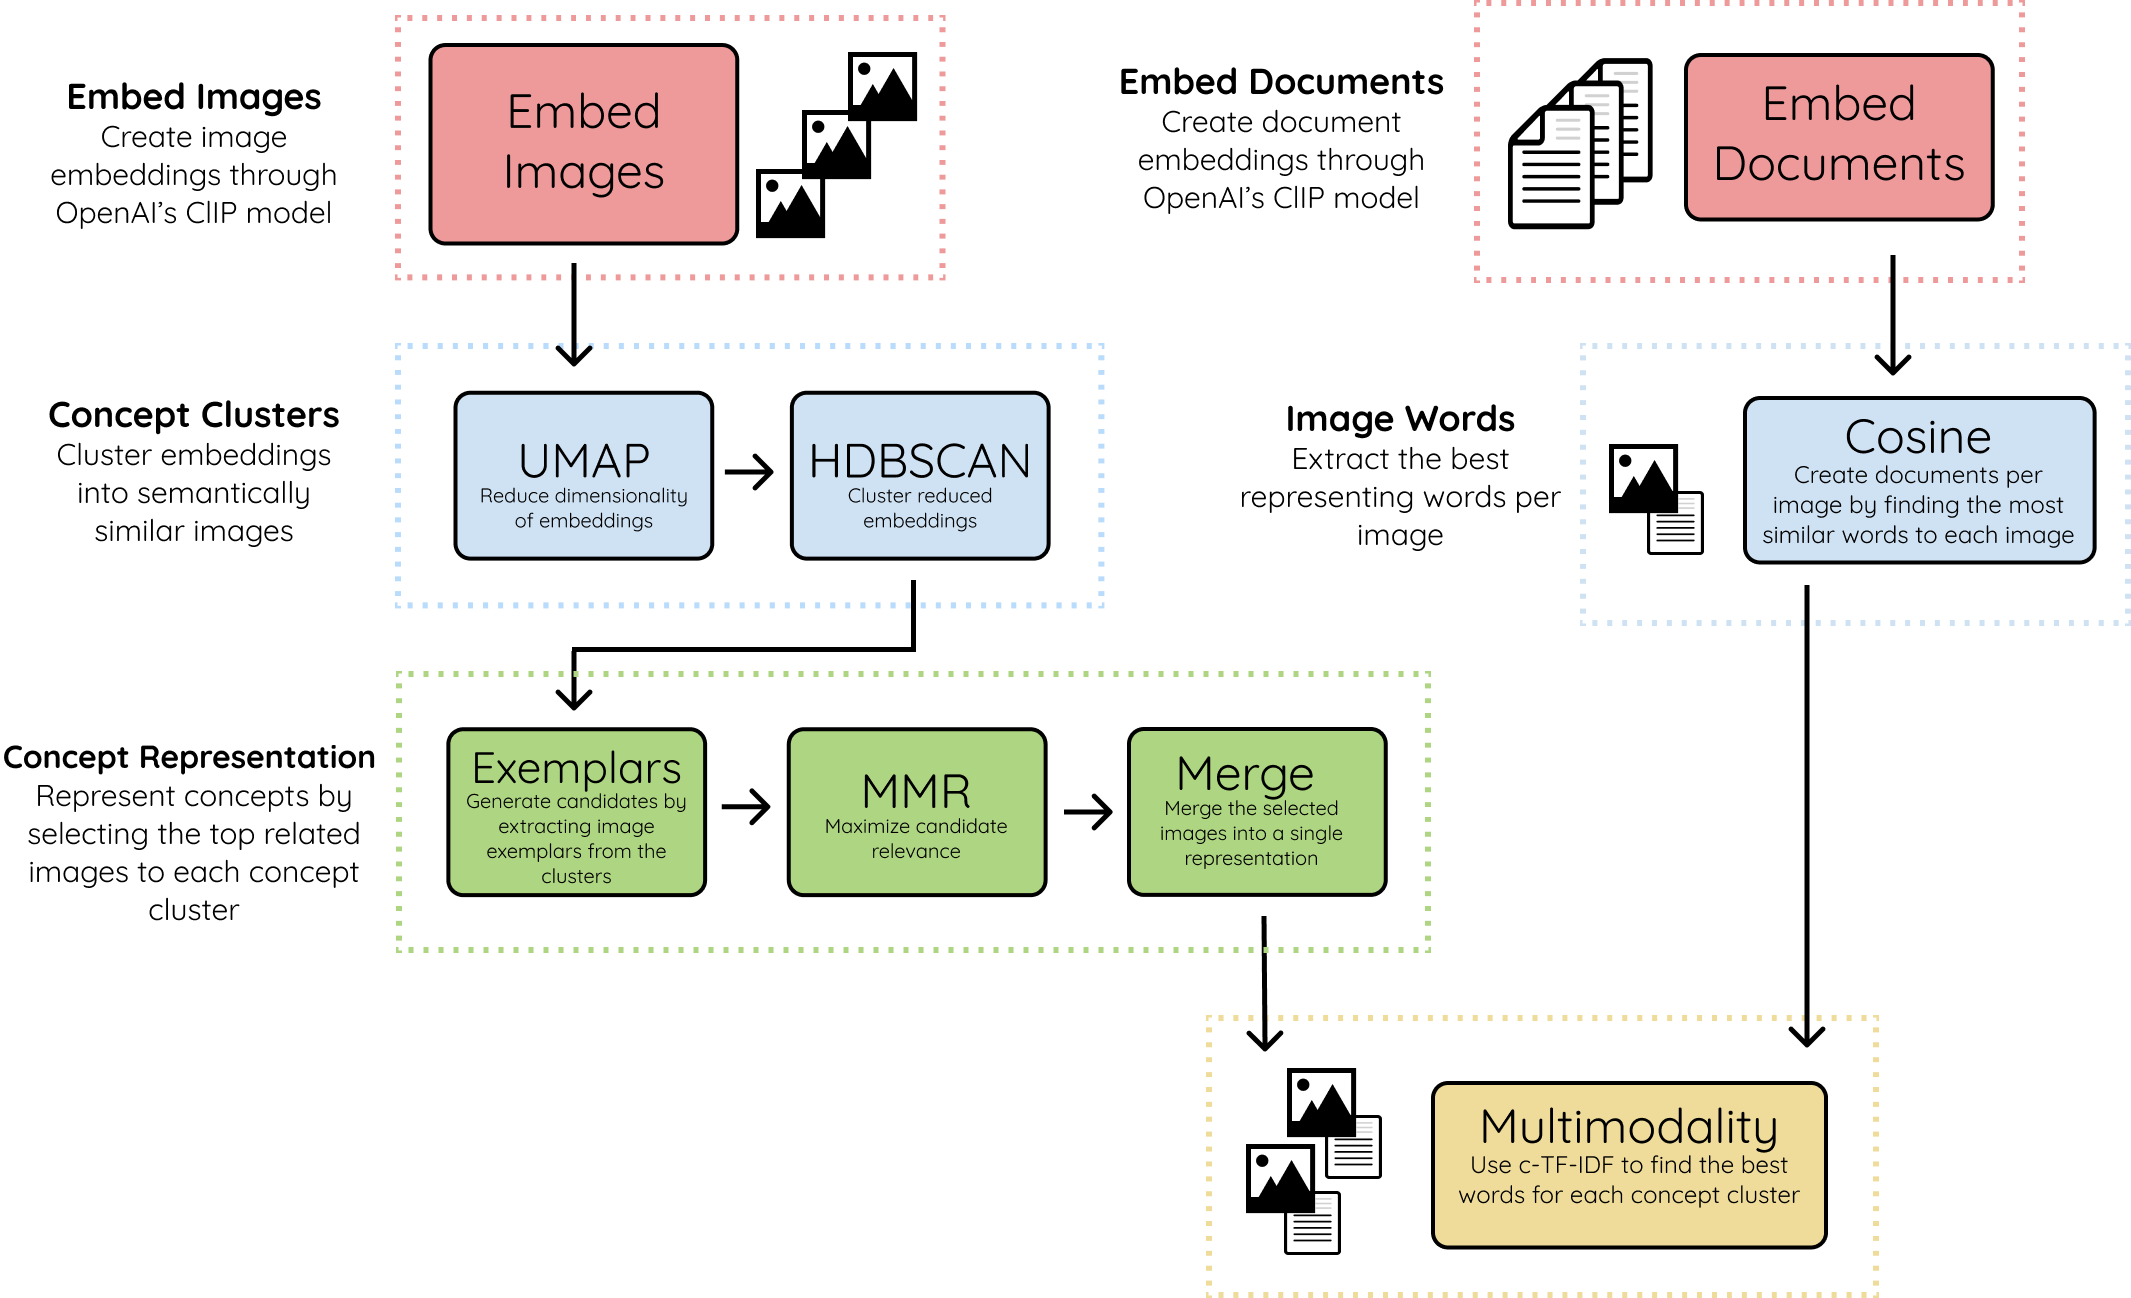 Embed Images
Create image
embeddings through
OpenAI's ClIP model
Embed
Images
Embed Documents
Create document
embeddings through
OpenAI's ClIP model
Embed
Documents
Concept Clusters
Cluster embeddings
into semantically
similar images
UMAP
Reduce dimensionality
of embeddings
HDBSCAN
Cluster reduced
embeddings
Image Words
Extract the best
representing words per
image
Cosine
Create documents per
image by finding the most
similar words to each image
Concept Representation
Represent concepts by
selecting the top related
images to each concept
cluster
Exemplars
Generate candidates by
extracting image
exemplars from the
clusters
MMR
Maximize candidate
relevance
Merge
Merge the selected
images into a single
representation
Multimodality
Use c-TF-IDF to find the best
words for each concept cluster